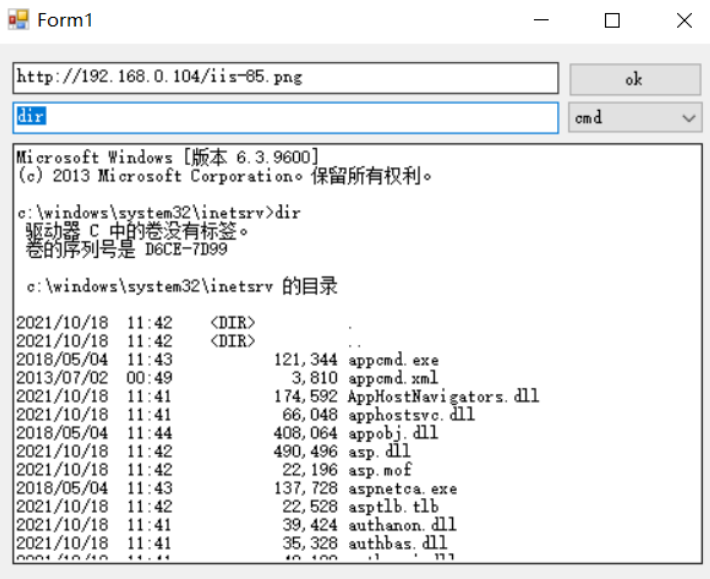 Form1
http://192.168.0.104/iis-85.png
ok
dir
cmd
Microsoft Windows [版本 6.3.9600]
(c) 2013 Microsoft Corporation。保留所有权利。
c:\windows\system32\inetsrv>dir
驱动器 C 中的卷没有标签。
卷的序列号是 D6CE-7D99
c:\windows\system32\inetsrv 的目录
2021/10/18  11:42    <DIR>          .
2021/10/18  11:42    <DIR>          ..
2018/05/04  11:43           121,344 appcmd.exe
2013/07/02  00:49             3,810 appcmd.xml
2021/10/18  11:41           174,592 AppHostNavigators.dll
2021/10/18  11:41            66,048 apphostsvc.dll
2018/05/04  11:44           408,064 appobj.dll
2021/10/18  11:42           490,496 asp.dll
2021/10/18  11:42            22,196 asp.mof
2018/05/04  11:43           137,728 aspnetca.exe
2021/10/18  11:42            22,528 asptlb.tlb
2021/10/18  11:41            39,424 authanon.dll
2021/10/18  11:41            35,328 authbas.dll